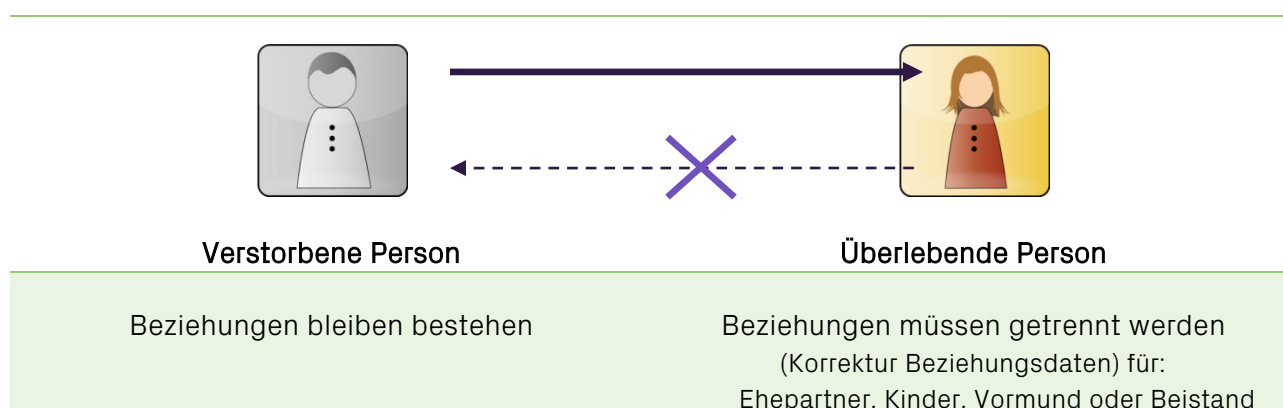 Verstorbene Person
Überlebende Person
Beziehungen bleiben bestehen
Beziehungen müssen getrennt werden
(Korrektur Beziehungsdaten) für:
Ehepartner, Kinder, Vormund oder Beistand